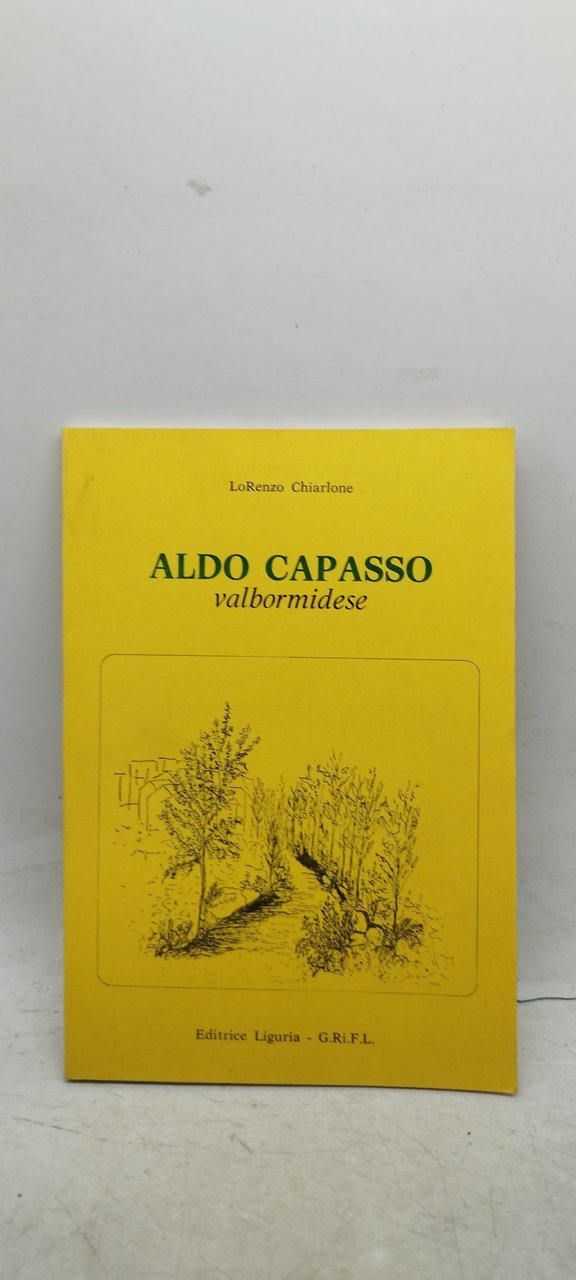 LoRenzo Chiarlone
ALDO CAPASSO
valbormidese
Editrice Liguria - G.Ri.F.L.